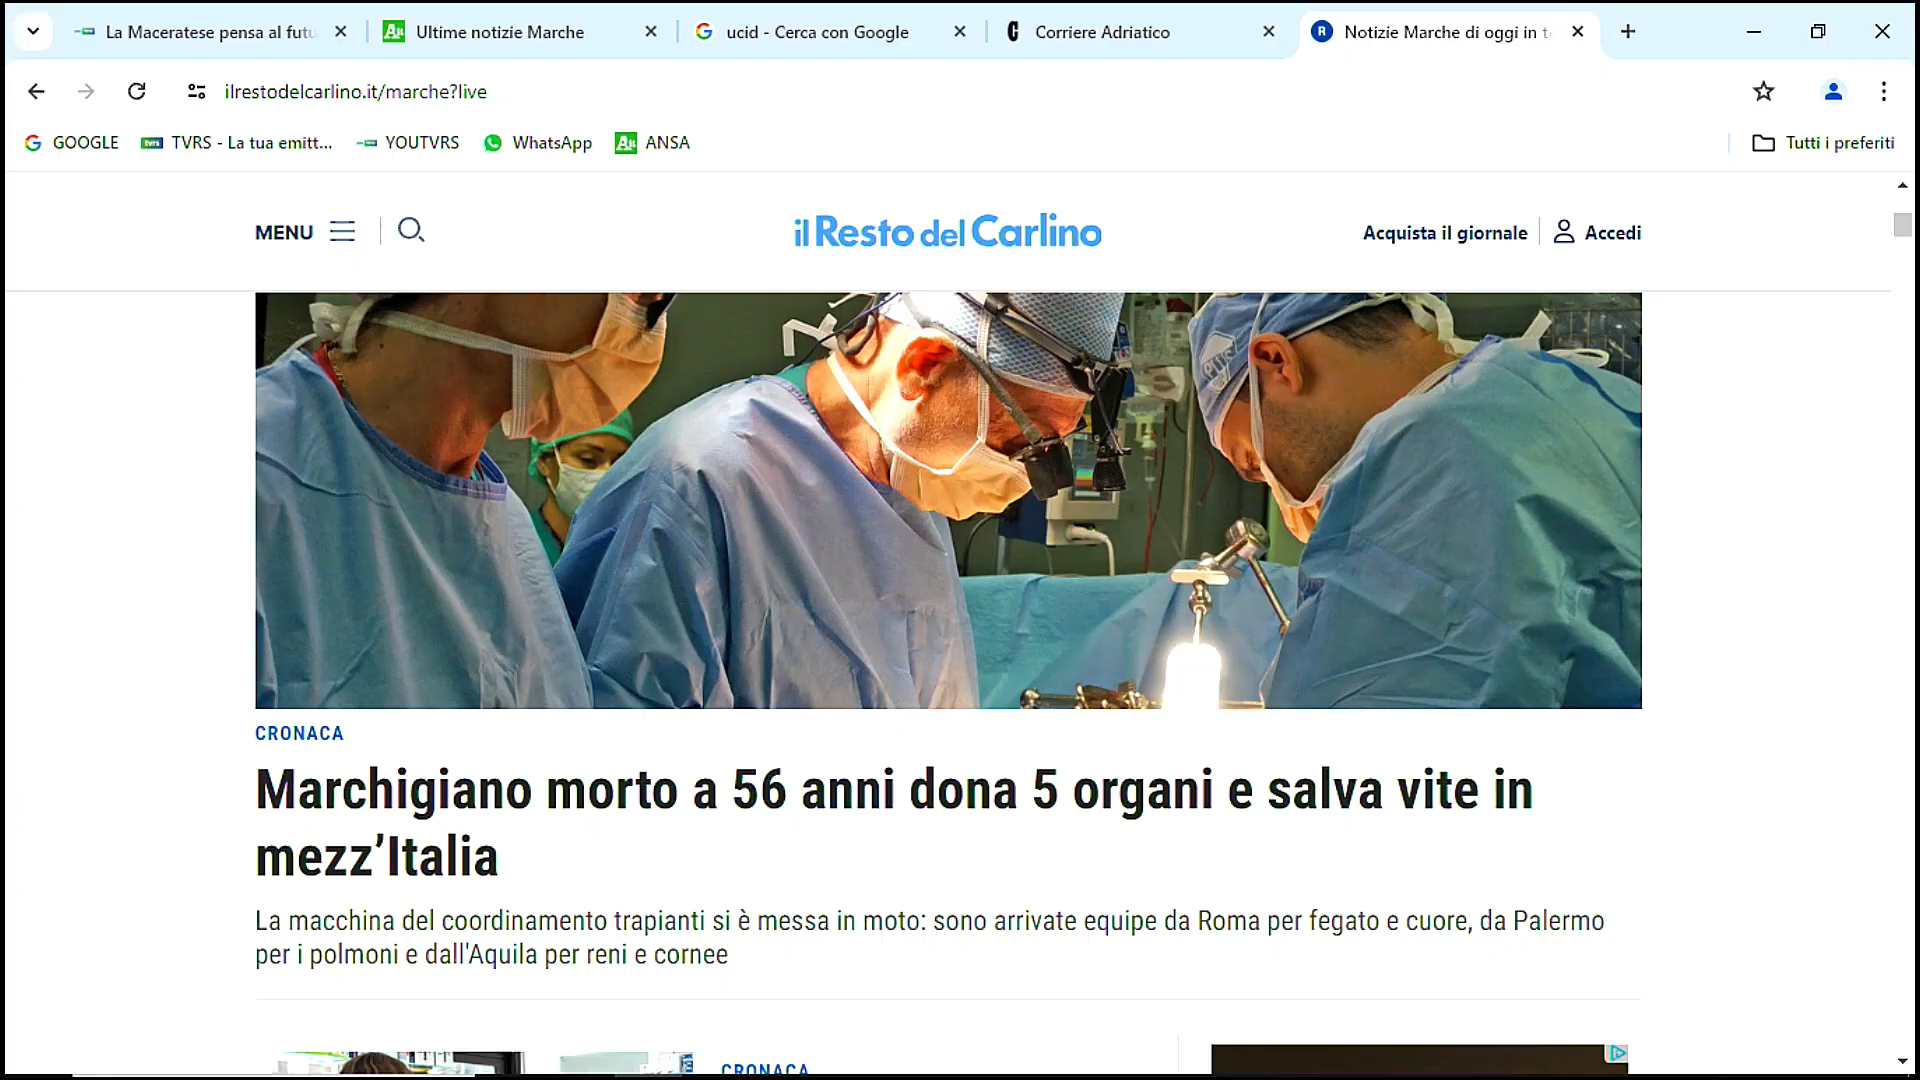 La Maceratese pensa al futu
Ultime notizie Marche
ucid - Cerca con Google
Corriere Adriatico
Notizie Marche di oggi in t
ilrestodelcarlino.it/marche?live
GOOGLE
TVRS - La tua emitt...
YOUTVRS
WhatsApp
ANSA
Tutti i preferiti
MENU
il Resto del Carlino
Acquista il giornale
Accedi
CRONACA
Marchigiano morto a 56 anni dona 5 organi e salva vite in
mezz’Italia
La macchina del coordinamento trapianti si è messa in moto: sono arrivate equipe da Roma per fegato e cuore, da Palermo
per i polmoni e dall'Aquila per reni e cornee
CRONACA